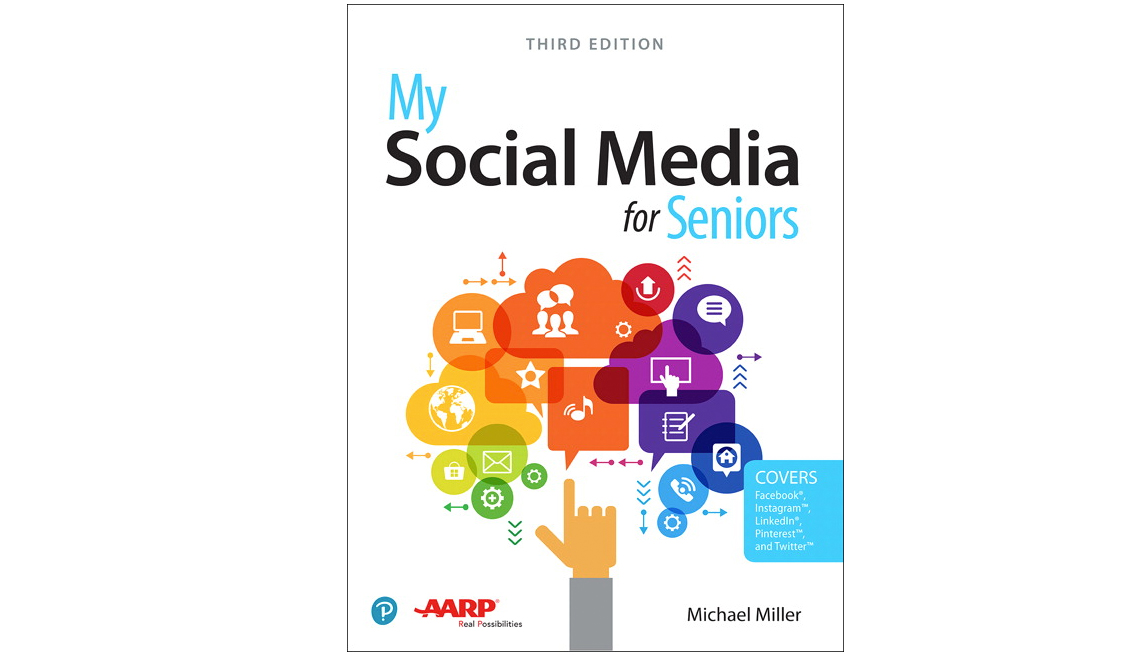 THIRD EDITION
My
Social Media
for Seniors
COVERS
Facebook®,
Instagram™,
LinkedIn®,
Pinterest™,
and Twitter™
P
AARP®
Real Possibilities
Michael Miller